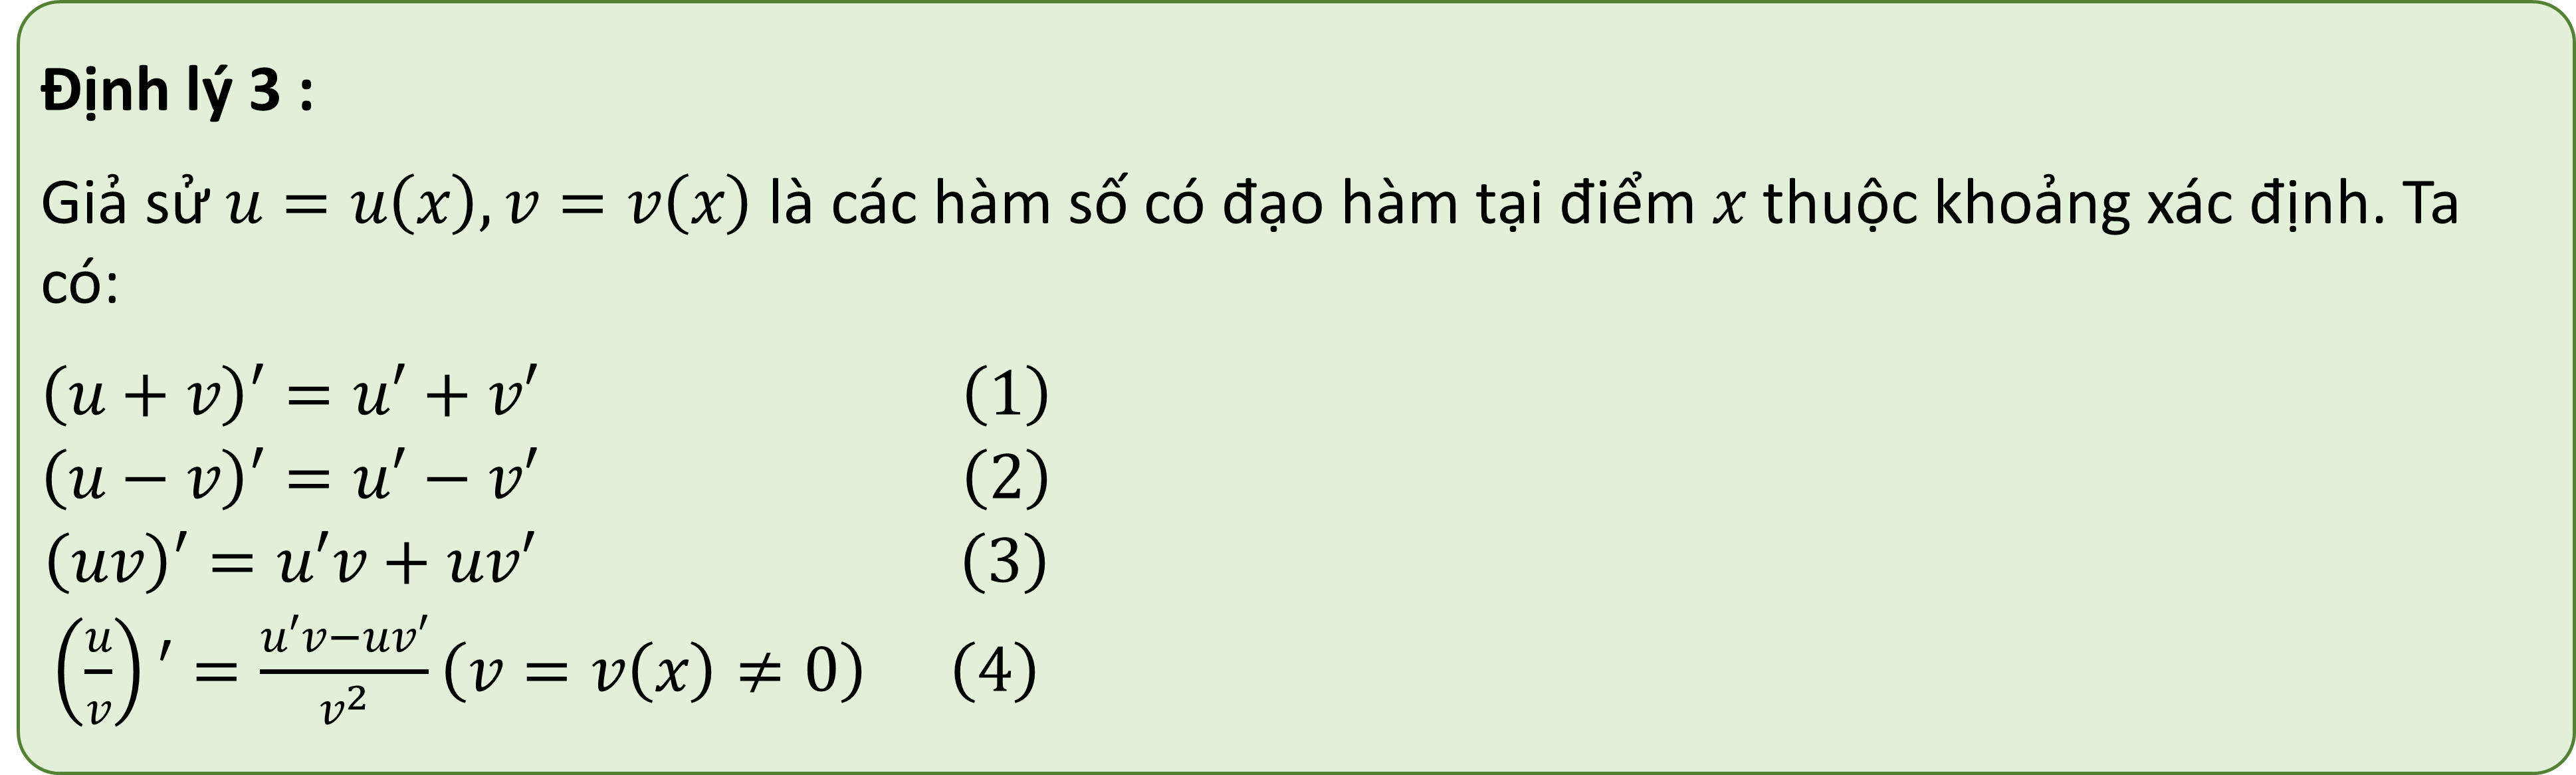 Định lý 3 :
Giả sử u = u(x), v = v(x) là các hàm số có đạo hàm tại điểm x thuộc khoảng xác định. Ta
có:
(u + v)′ = u′ + v′ (1)
(u − v)′ = u′ − v′ (2)
(uv)′ = u′v + uv′ (3)
(u/v)′ = u′v−uv′/v² (v = v(x) ≠ 0) (4)